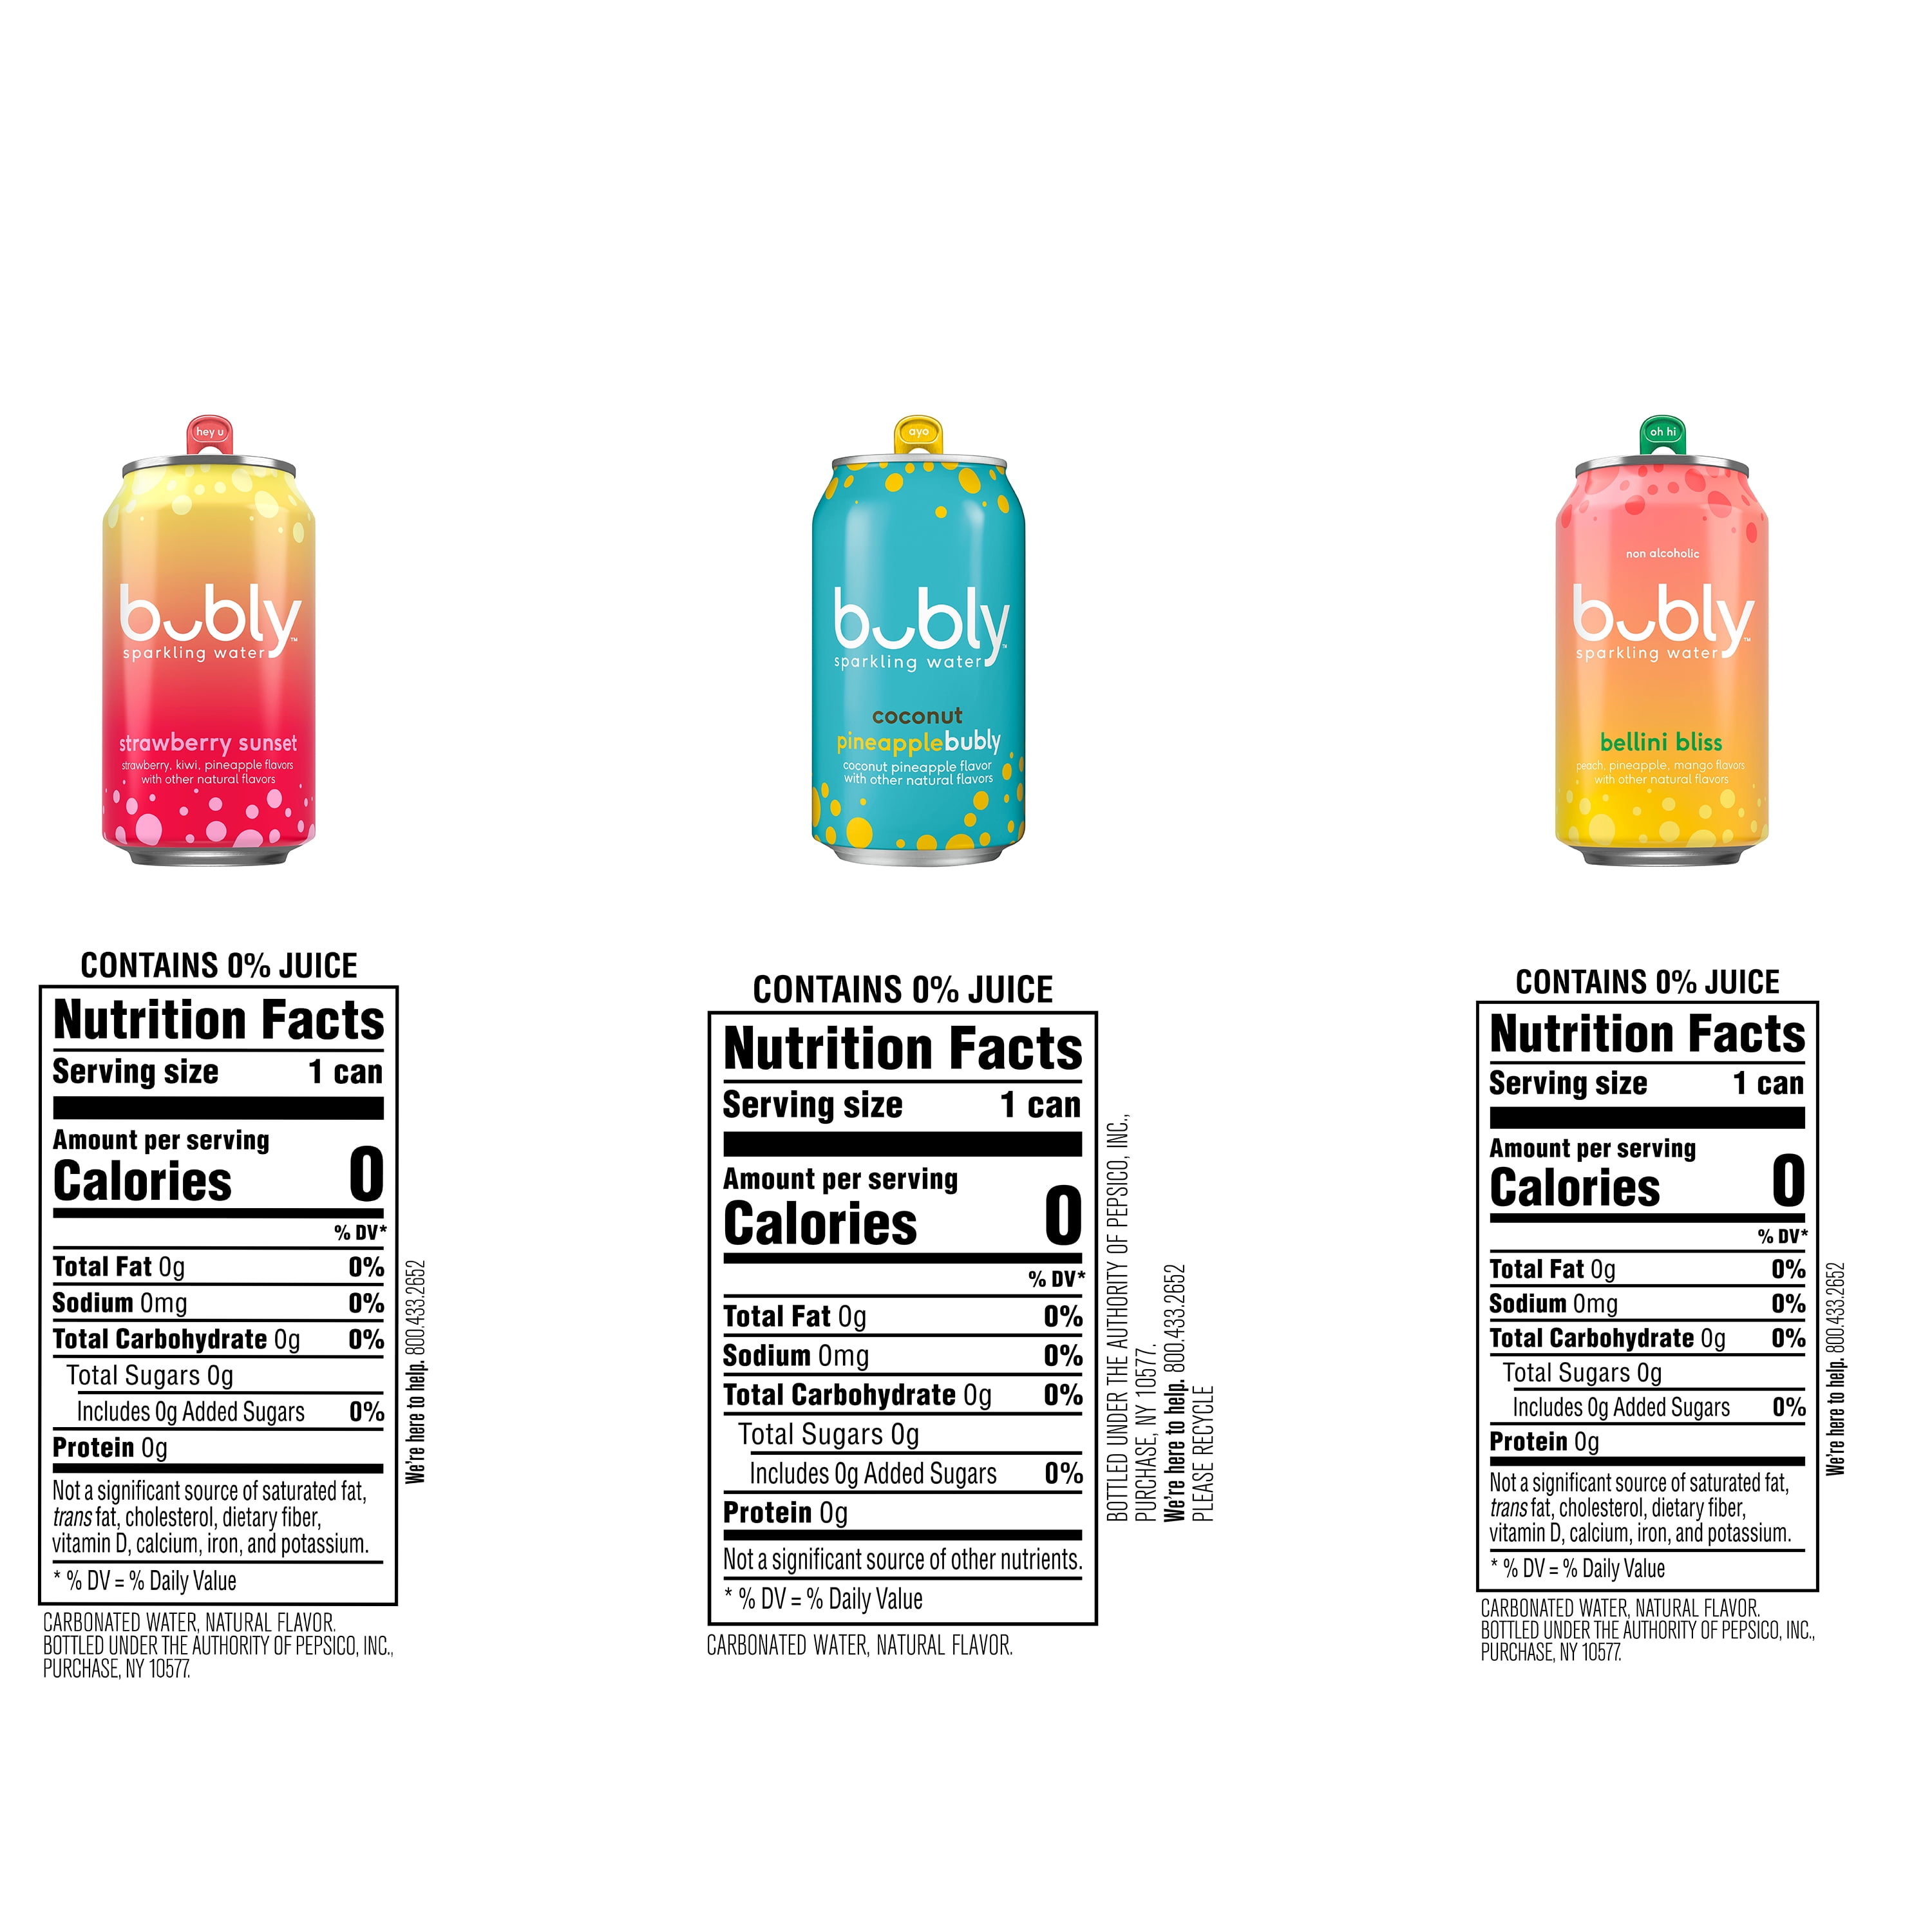 hey u
bubly™
sparkling water
strawberry sunset
strawberry, kiwi, pineapple flavors
with other natural flavors
CONTAINS 0% JUICE
Nutrition Facts
Serving size 1 can
Amount per serving
Calories 0
% DV*
Total Fat 0g 0%
Sodium 0mg 0%
Total Carbohydrate 0g 0%
Total Sugars 0g
Includes 0g Added Sugars 0%
Protein 0g
Not a significant source of saturated fat,
trans fat, cholesterol, dietary fiber,
vitamin D, calcium, iron, and potassium.
* % DV = % Daily Value
CARBONATED WATER, NATURAL FLAVOR.
BOTTLED UNDER THE AUTHORITY OF PEPSICO, INC.,
PURCHASE, NY 10577.
We're here to help. 800.433.2652
ayo
bubly™
sparkling water
coconut
pineapplebubly
coconut pineapple flavor
with other natural flavors
CONTAINS 0% JUICE
Nutrition Facts
Serving size 1 can
Amount per serving
Calories 0
% DV*
Total Fat 0g 0%
Sodium 0mg 0%
Total Carbohydrate 0g 0%
Total Sugars 0g
Includes 0g Added Sugars 0%
Protein 0g
Not a significant source of other nutrients.
* % DV = % Daily Value
CARBONATED WATER, NATURAL FLAVOR.
BOTTLED UNDER THE AUTHORITY OF PEPSICO, INC.,
PURCHASE, NY 10577.
We're here to help. 800.433.2652
PLEASE RECYCLE
oh hi
non alcoholic
bubly™
sparkling water
bellini bliss
peach, pineapple, mango flavors
with other natural flavors
CONTAINS 0% JUICE
Nutrition Facts
Serving size 1 can
Amount per serving
Calories 0
% DV*
Total Fat 0g 0%
Sodium 0mg 0%
Total Carbohydrate 0g 0%
Total Sugars 0g
Includes 0g Added Sugars 0%
Protein 0g
Not a significant source of saturated fat,
trans fat, cholesterol, dietary fiber,
vitamin D, calcium, iron, and potassium.
* % DV = % Daily Value
CARBONATED WATER, NATURAL FLAVOR.
BOTTLED UNDER THE AUTHORITY OF PEPSICO, INC.,
PURCHASE, NY 10577.
We're here to help. 800.433.2652